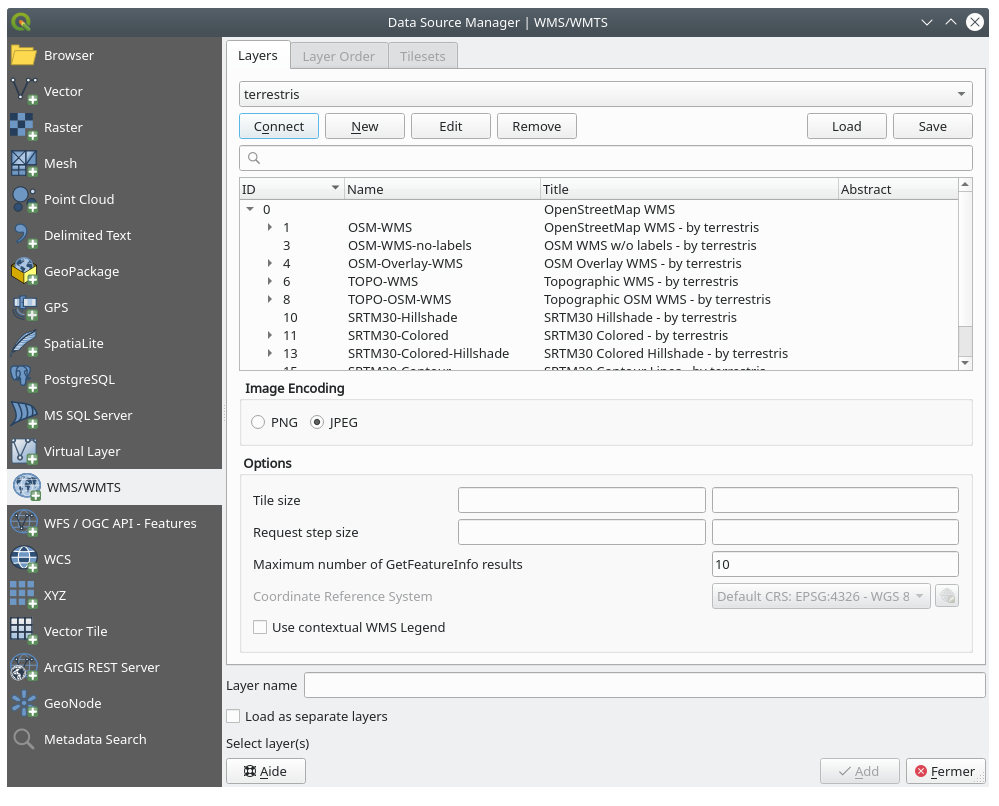 Data Source Manager | WMS/WMTS
Browser
Vector
Raster
Mesh
Point Cloud
Delimited Text
GeoPackage
GPS
SpatiaLite
PostgreSQL
MS SQL Server
Virtual Layer
WMS/WMTS
WFS / OGC API - Features
WCS
XYZ
Vector Tile
ArcGIS REST Server
GeoNode
Metadata Search
Layers Layer Order Tilesets
terrestris
Connect New Edit Remove Load Save
ID Name Title Abstract
0 OpenStreetMap WMS
1 OSM-WMS OpenStreetMap WMS - by terrestris
3 OSM-WMS-no-labels OSM WMS w/o labels - by terrestris
4 OSM-Overlay-WMS OSM Overlay WMS - by terrestris
6 TOPO-WMS Topographic WMS - by terrestris
8 TOPO-OSM-WMS Topographic OSM WMS - by terrestris
10 SRTM30-Hillshade SRTM30 Hillshade - by terrestris
11 SRTM30-Colored SRTM30 Colored - by terrestris
13 SRTM30-Colored-Hillshade SRTM30 Colored Hillshade - by terrestris
15 SRTM30-Contour SRTM30 Contour Lines - by terrestris
Image Encoding
PNG JPEG
Options
Tile size
Request step size
Maximum number of GetFeatureInfo results 10
Coordinate Reference System Default CRS: EPSG:4326 - WGS 8
Use contextual WMS Legend
Layer name
Load as separate layers
Select layer(s)
Aide Add Fermer